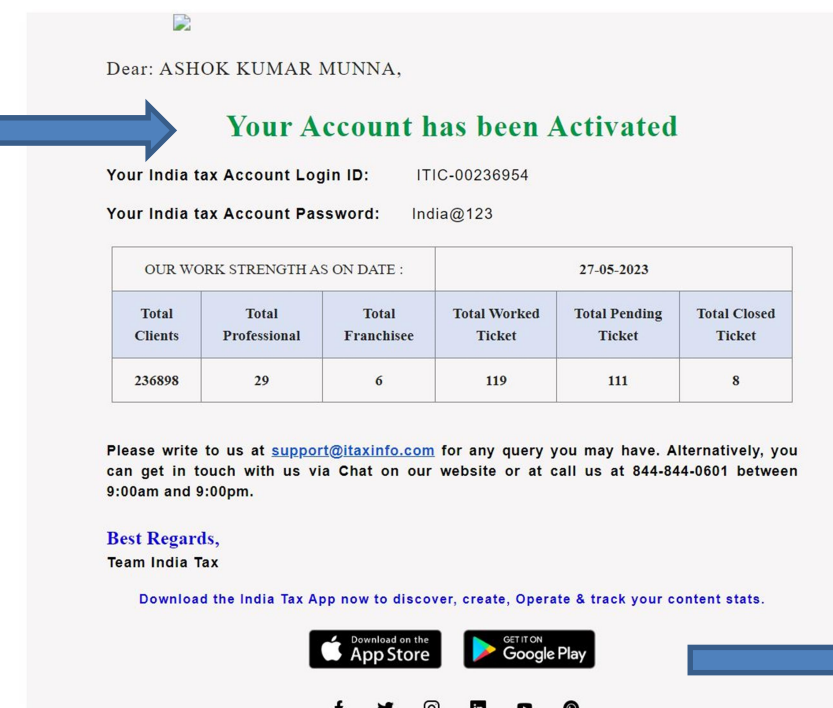 Dear: ASHOK KUMAR MUNNA,
Your Account has been Activated
Your India tax Account Login ID: ITIC-00236954
Your India tax Account Password: India@123
OUR WORK STRENGTH AS ON DATE : 27-05-2023
Total Clients Total Professional Total Franchisee Total Worked Ticket Total Pending Ticket Total Closed Ticket
236898 29 6 119 111 8
Please write to us at support@itaxinfo.com for any query you may have. Alternatively, you
can get in touch with us via Chat on our website or at call us at 844-844-0601 between
9:00am and 9:00pm.
Best Regards,
Team India Tax
Download the India Tax App now to discover, create, Operate & track your content stats.
Download on the App Store
GET IT ON Google Play